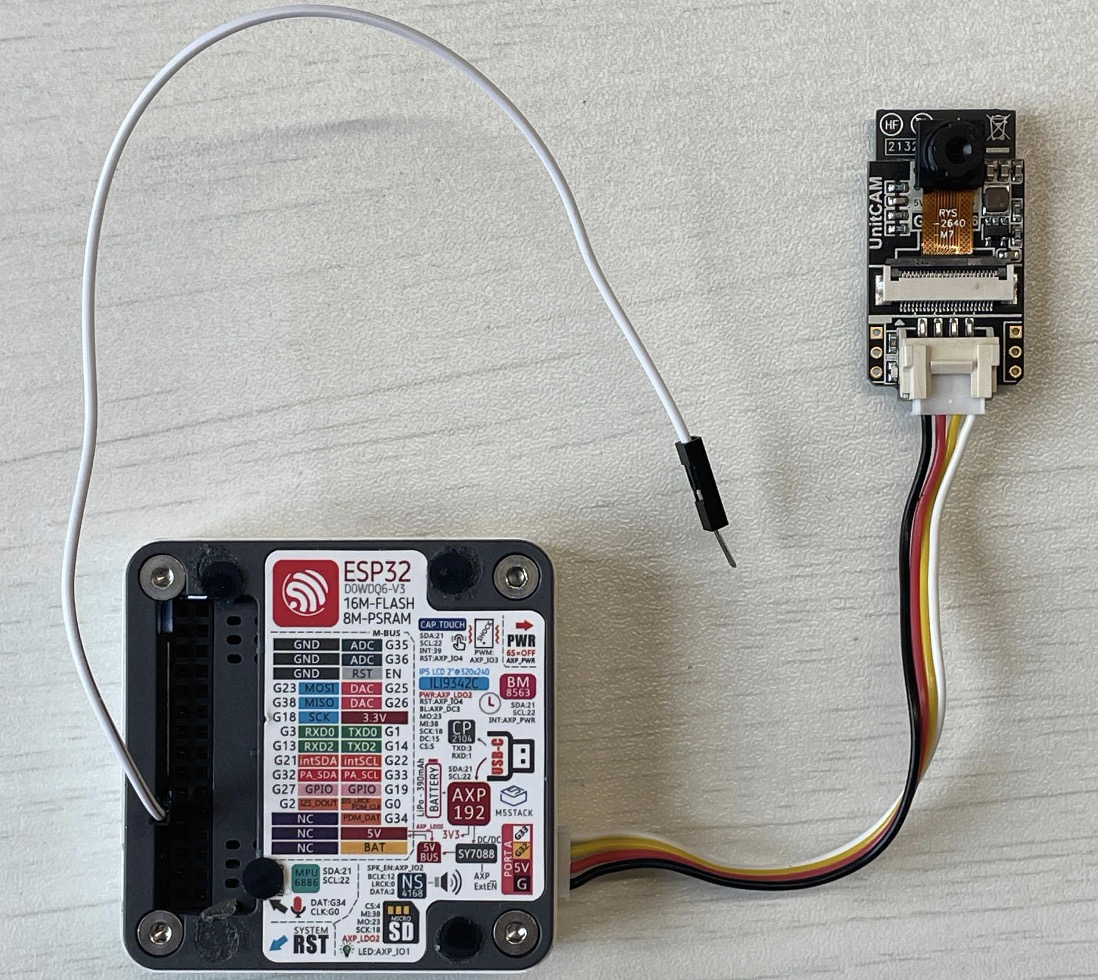 HF
2132
UnitCAM
5V
G
6
RYS
-2640
-M7
ESP32
D0WDQ6-V3
16M-FLASH
8M-PSRAM
M-BUS
GND ADC G35
GND ADC G36
GND RST EN
G23 MOSI DAC G25
G38 MISO DAC G26
G18 SCK 3.3V
G3 RXD0 TXD0 G1
G13 RXD2 TXD2 G14
G21 intSDA intSCL G22
G32 PA_SDA PA_SCL G33
G27 GPIO GPIO G19
G2 I2S_DOUT I2S_LRCK PDM_CLK G0
NC PDM_DAT G34
NC 5V
NC BAT
CAP.TOUCH
SDA:21
SCL:22
INT:39
RST:AXP_IO4
SHOCK
PWM:
AXP_IO3
PWR
6S=OFF
AXP_PWR
IPS LCD 2"@320x240
ILI9342C
PWR:AXP_LDO2
RST:AXP_IO4
BL:AXP_DC3
MO:23
MI:38
SCK:18
DC:15
CS:5
BM
8563
SDA:21
SCL:22
INT:AXP_PWR
CP
2104
TXD:3
RXD:1
USB-C
SDA:21
SCL:22
LiPo - 390mAh
BATTERY
AXP
192
M5STACK
AXP_LDO0
3V3
5V
BUS
DC/DC
SY7088
AXP
ExtEN
PORT A
G33
G32
5V
G
MPU
6886
SDA:21
SCL:22
SPK_EN:AXP_IO2
BCLK:12
LRCK:0
DATA:2
NS
4168
DAT:G34
CLK:G0
CS:4
MI:38
MO:23
SCK:18
AXP_LDO2
MICRO
SD
SYSTEM
RST
LED:AXP_IO1